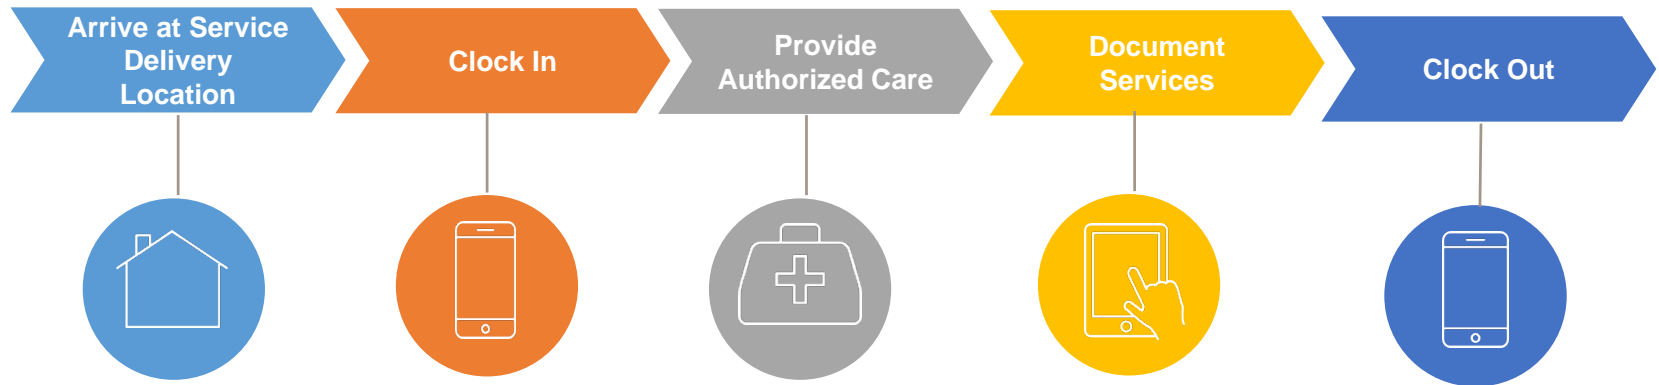 Arrive at Service
Delivery
Location
Clock In
Provide
Authorized Care
Document
Services
Clock Out